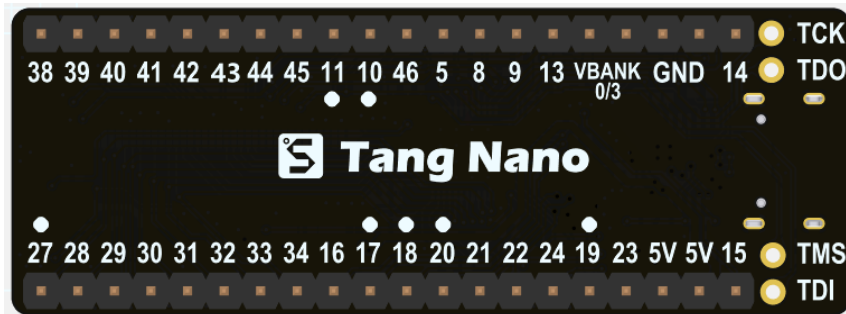 TCK
38 39 40 41 42 43 44 45 11 10 46 5 8 9 13 VBANK GND 14 TDO
0/3
Tang Nano
27 28 29 30 31 32 33 34 16 17 18 20 21 22 24 19 23 5V 5V 15 TMS
TDI